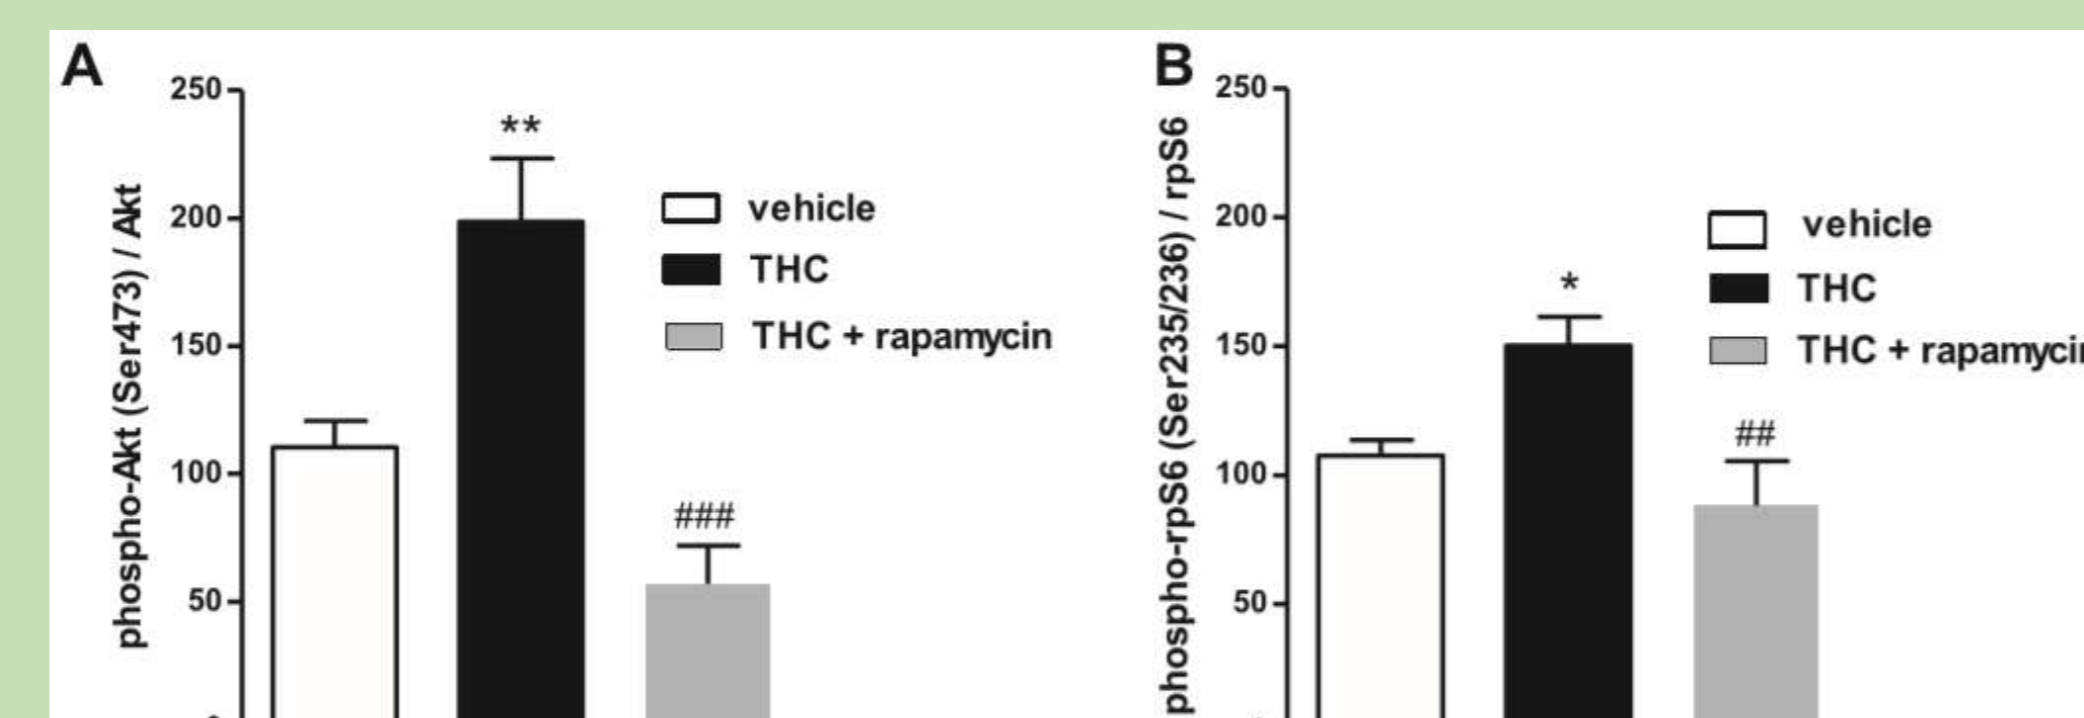 A
phospho-Akt (Ser473) / Akt
250
200
150
100
50
**
###
vehicle
THC
THC + rapamycin
B
phospho-rpS6 (Ser235/236) / rpS6
250
200
150
100
50
*
##
vehicle
THC
THC + rapamycin